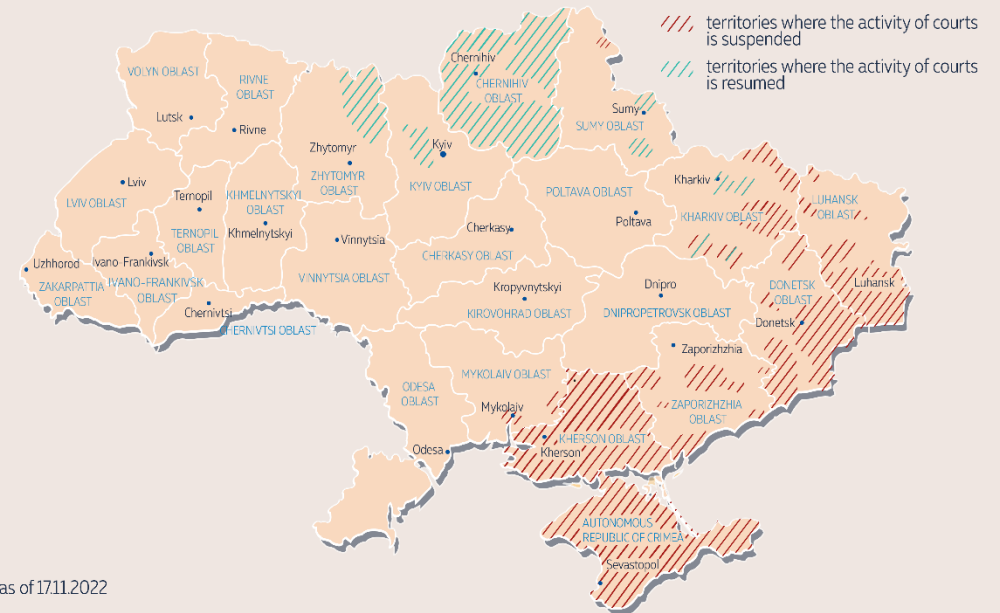 territories where the activity of courts
is suspended
territories where the activity of courts
is resumed
Chernihiv
CHERNIHIV
OBLAST
VOLYN OBLAST
RIVNE
OBLAST
Lutsk
Rivne
Sumy
SUMY OBLAST
Zhytomyr
ZHYTOMYR
OBLAST
Kyiv
KYIV OBLAST
Lviv
LVIV OBLAST
Ternopil
TERNOPIL
OBLAST
KHMELNYTSKYI
OBLAST
Khmelnytskyi
POLTAVA OBLAST
Poltava
Kharkiv
KHARKIV OBLAST
LUHANSK
OBLAST
Luhansk
Cherkasy
CHERKASY OBLAST
Vinnytsia
VINNYTSIA OBLAST
Uzhhorod
ZAKARPATTIA
OBLAST
Ivano-Frankivsk
IVANO-FRANKIVSK
OBLAST
Chernivtsi
CHERNIVTSI OBLAST
Kropyvnytskyi
KIROVOHRAD OBLAST
Dnipro
DNIPROPETROVSK OBLAST
DONETSK
OBLAST
Donetsk
Zaporizhzhia
ZAPORIZHZHIA
OBLAST
MYKOLAIV OBLAST
Mykolaiv
ODESA
OBLAST
Odesa
KHERSON OBLAST
Kherson
AUTONOMOUS
REPUBLIC OF CRIMEA
Sevastopol
as of 17.11.2022